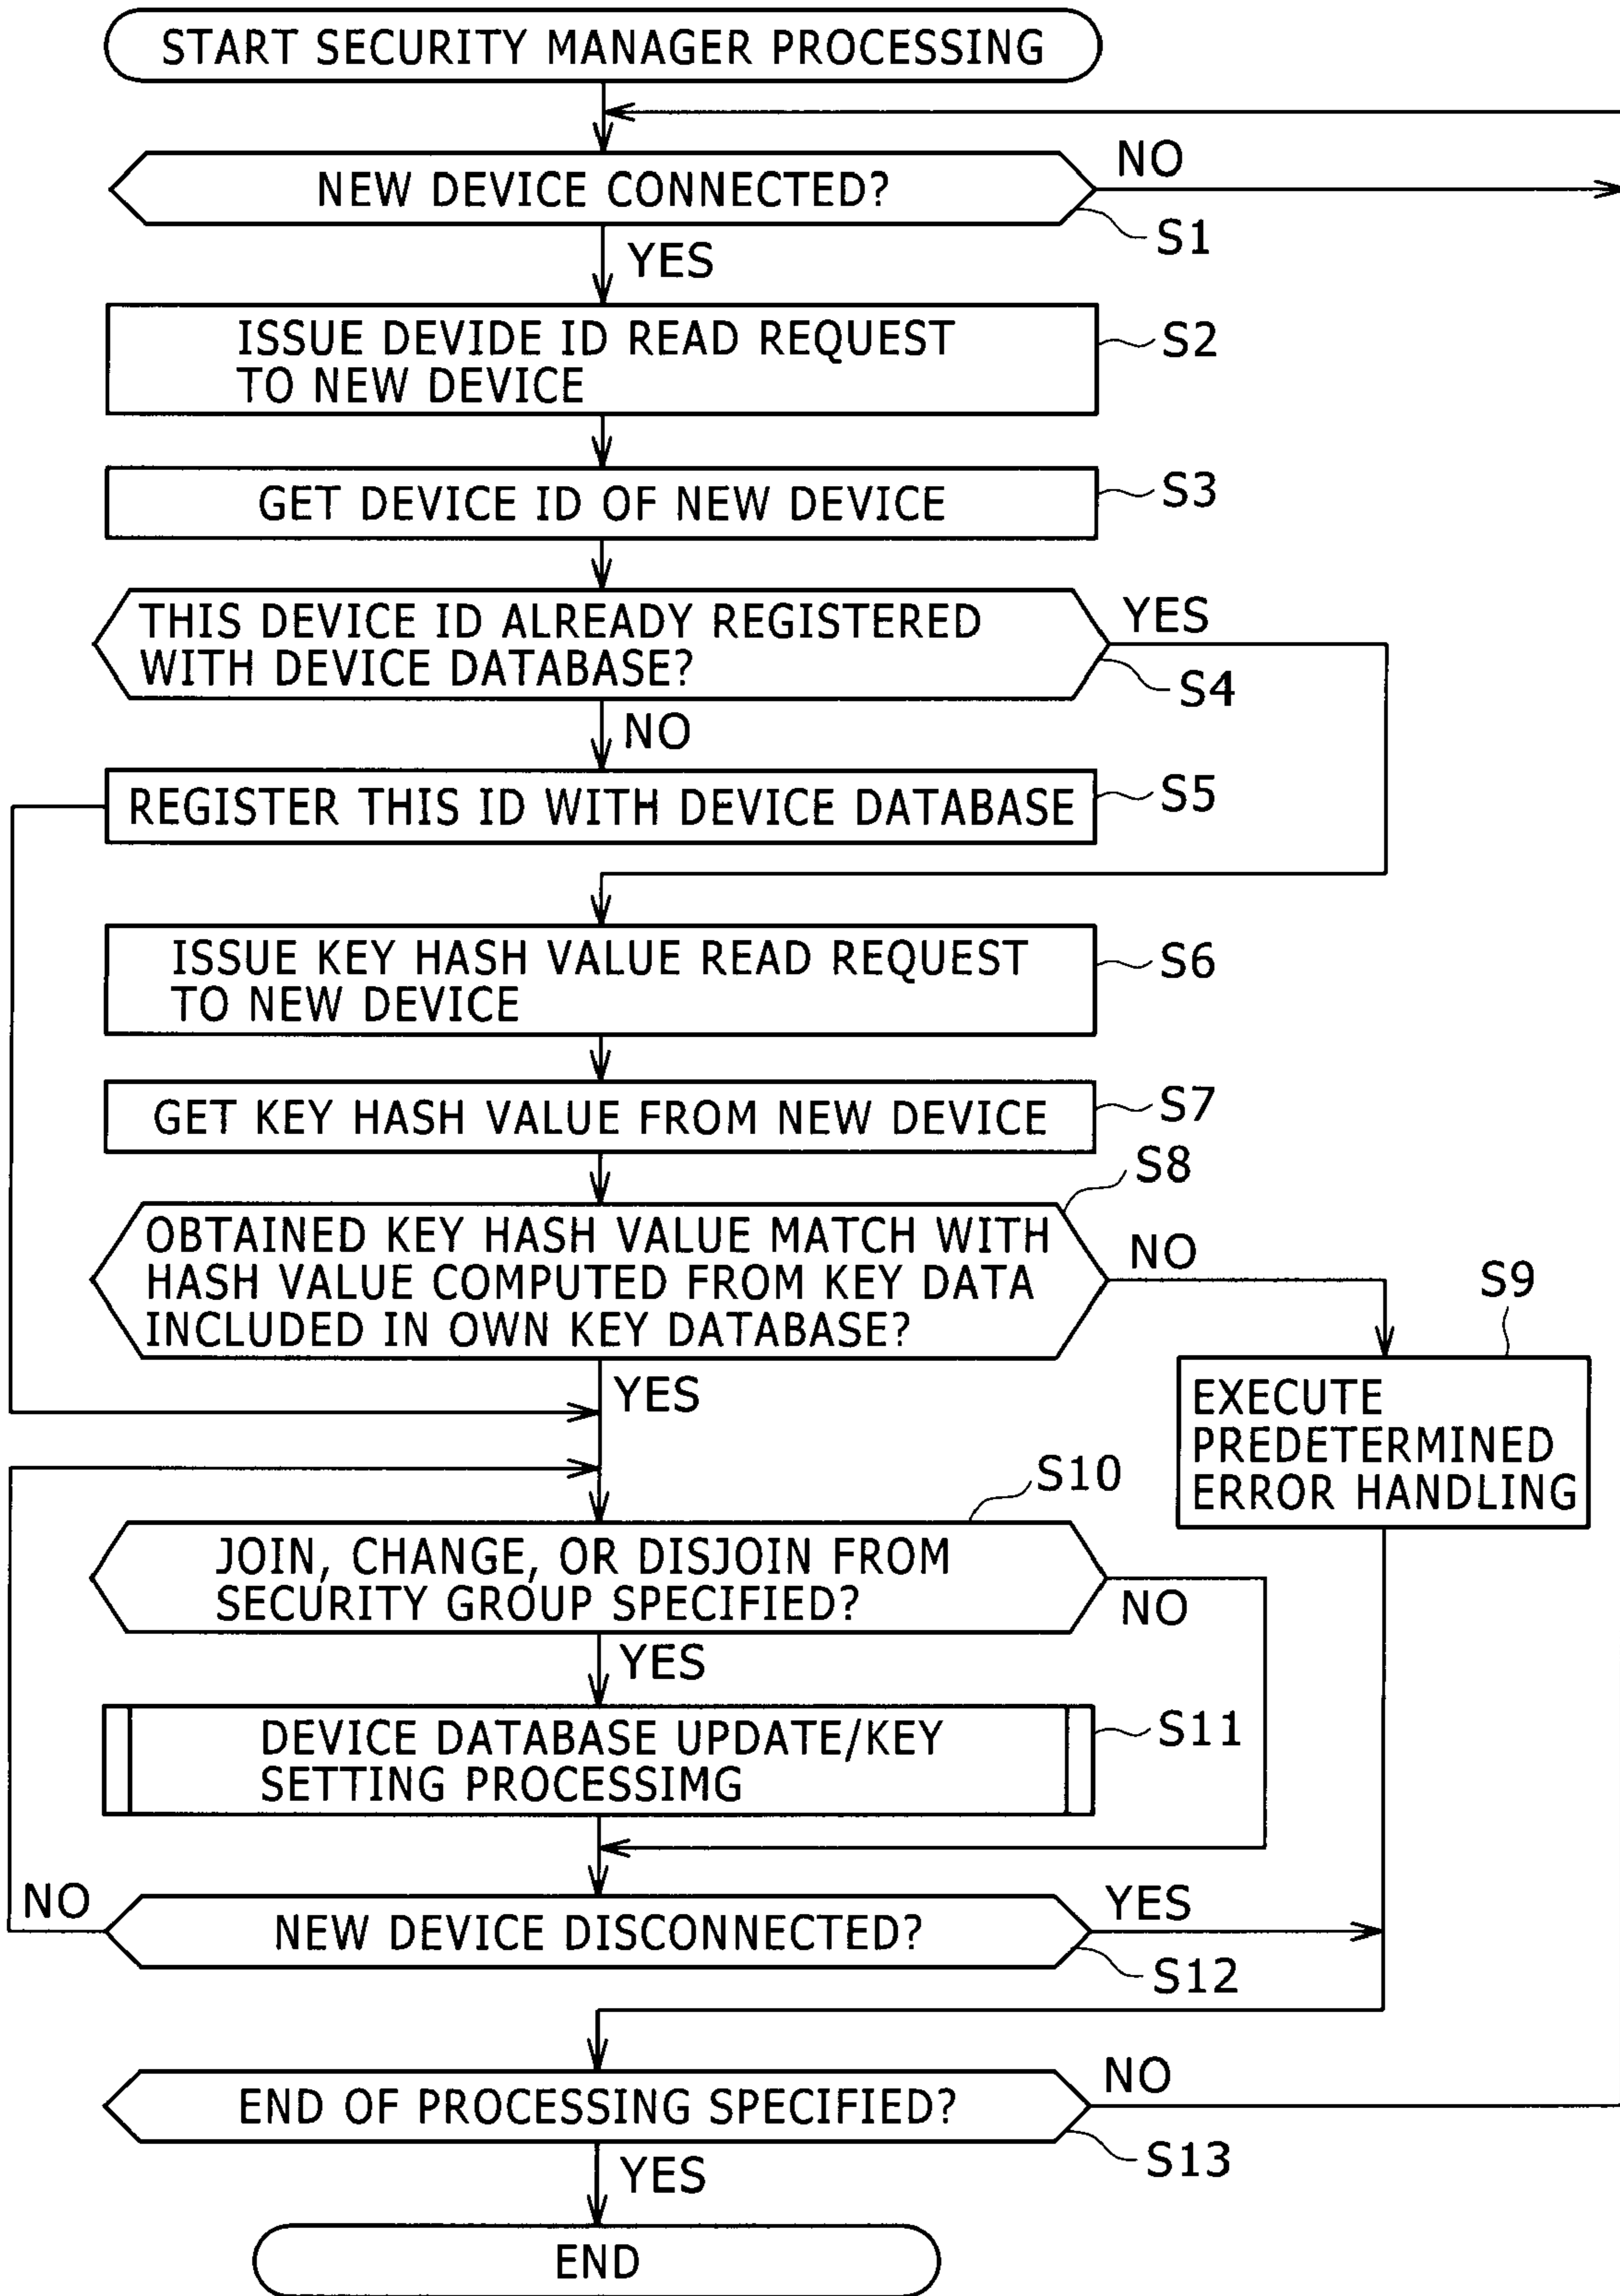 START SECURITY MANAGER PROCESSING
NEW DEVICE CONNECTED?
NO
S1
YES
ISSUE DEVIDE ID READ REQUEST
TO NEW DEVICE
S2
GET DEVICE ID OF NEW DEVICE
S3
THIS DEVICE ID ALREADY REGISTERED
WITH DEVICE DATABASE?
YES
S4
NO
REGISTER THIS ID WITH DEVICE DATABASE
S5
ISSUE KEY HASH VALUE READ REQUEST
TO NEW DEVICE
S6
GET KEY HASH VALUE FROM NEW DEVICE
S7
S8
OBTAINED KEY HASH VALUE MATCH WITH
HASH VALUE COMPUTED FROM KEY DATA
INCLUDED IN OWN KEY DATABASE?
NO
S9
YES
EXECUTE
PREDETERMINED
ERROR HANDLING
S10
JOIN, CHANGE, OR DISJOIN FROM
SECURITY GROUP SPECIFIED?
NO
YES
DEVICE DATABASE UPDATE/KEY
SETTING PROCESSIMG
S11
NO
NEW DEVICE DISCONNECTED?
YES
S12
END OF PROCESSING SPECIFIED?
NO
S13
YES
END